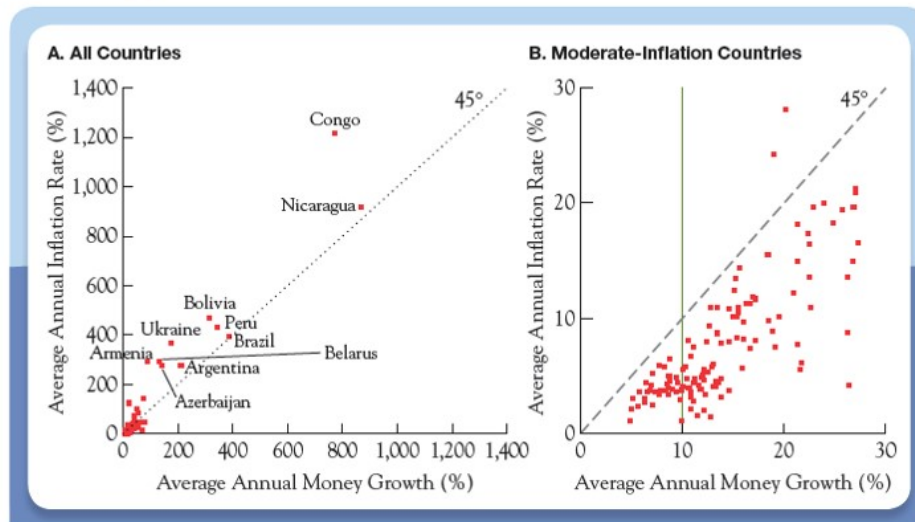 A. All Countries
Average Annual Inflation Rate (%)
1,400
1,200
1,000
800
600
400
200
0
45°
Congo
Nicaragua
Bolivia
Peru
Ukraine
Brazil
Armenia
Belarus
Argentina
Azerbaijan
0 200 400 600 800 1,000 1,200 1,400
Average Annual Money Growth (%)
B. Moderate-Inflation Countries
Average Annual Inflation Rate (%)
30
20
10
0
45°
0 10 20 30
Average Annual Money Growth (%)